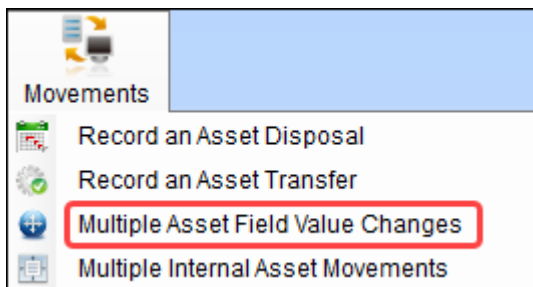 Movements
Record an Asset Disposal
Record an Asset Transfer
Multiple Asset Field Value Changes
Multiple Internal Asset Movements